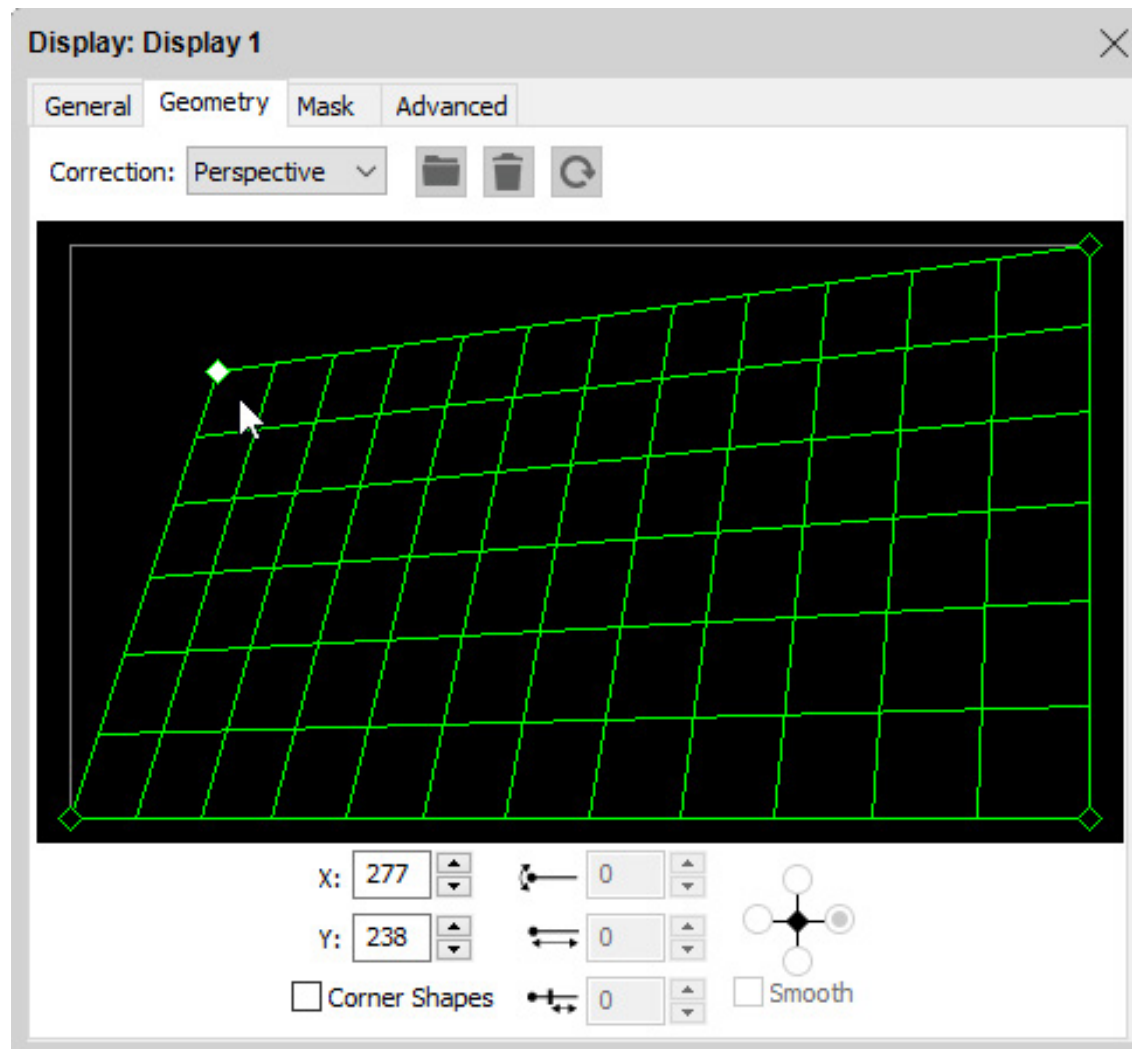 Display: Display 1
General Geometry Mask Advanced
Correction: Perspective
X: 277 0
Y: 238 0
Corner Shapes 0 Smooth